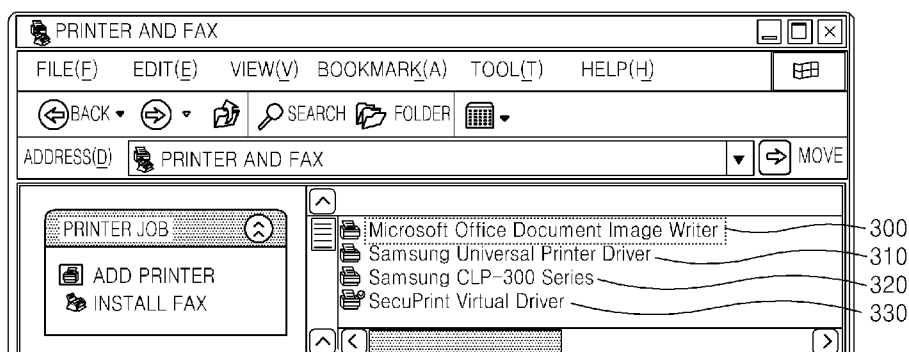 PRINTER AND FAX
FILE(F) EDIT(E) VIEW(V) BOOKMARK(A) TOOL(T) HELP(H)
BACK SEARCH FOLDER
ADDRESS(D) PRINTER AND FAX MOVE
PRINTER JOB
ADD PRINTER
INSTALL FAX
Microsoft Office Document Image Writer 300
Samsung Universal Printer Driver 310
Samsung CLP-300 Series 320
SecuPrint Virtual Driver 330